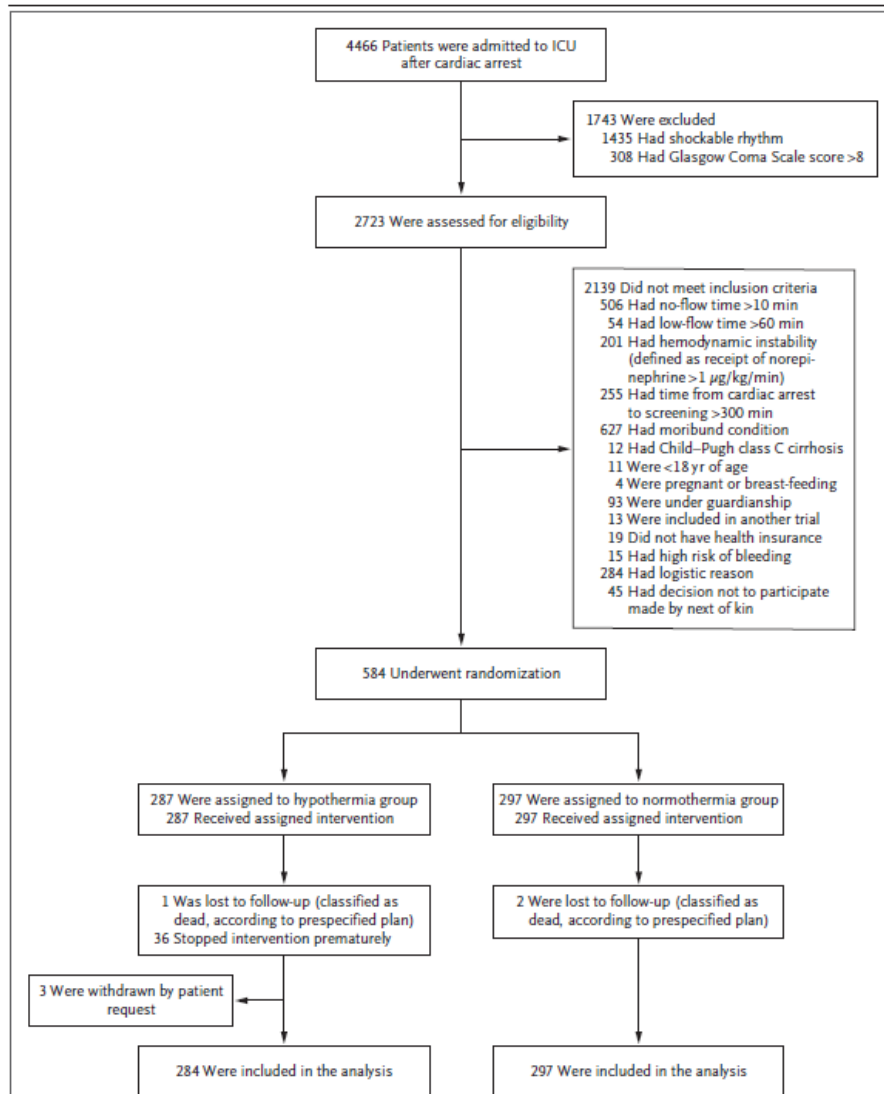 4466 Patients were admitted to ICU
after cardiac arrest
1743 Were excluded
1435 Had shockable rhythm
308 Had Glasgow Coma Scale score >8
2723 Were assessed for eligibility
2139 Did not meet inclusion criteria
506 Had no-flow time >10 min
54 Had low-flow time >60 min
201 Had hemodynamic instability
(defined as receipt of norepi-
nephrine >1 µg/kg/min)
255 Had time from cardiac arrest
to screening >300 min
627 Had moribund condition
12 Had Child–Pugh class C cirrhosis
11 Were <18 yr of age
4 Were pregnant or breast-feeding
93 Were under guardianship
13 Were included in another trial
19 Did not have health insurance
15 Had high risk of bleeding
284 Had logistic reason
45 Had decision not to participate
made by next of kin
584 Underwent randomization
287 Were assigned to hypothermia group
287 Received assigned intervention
297 Were assigned to normothermia group
297 Received assigned intervention
1 Was lost to follow-up (classified as
dead, according to prespecified plan)
36 Stopped intervention prematurely
2 Were lost to follow-up (classified as
dead, according to prespecified plan)
3 Were withdrawn by patient
request
284 Were included in the analysis
297 Were included in the analysis